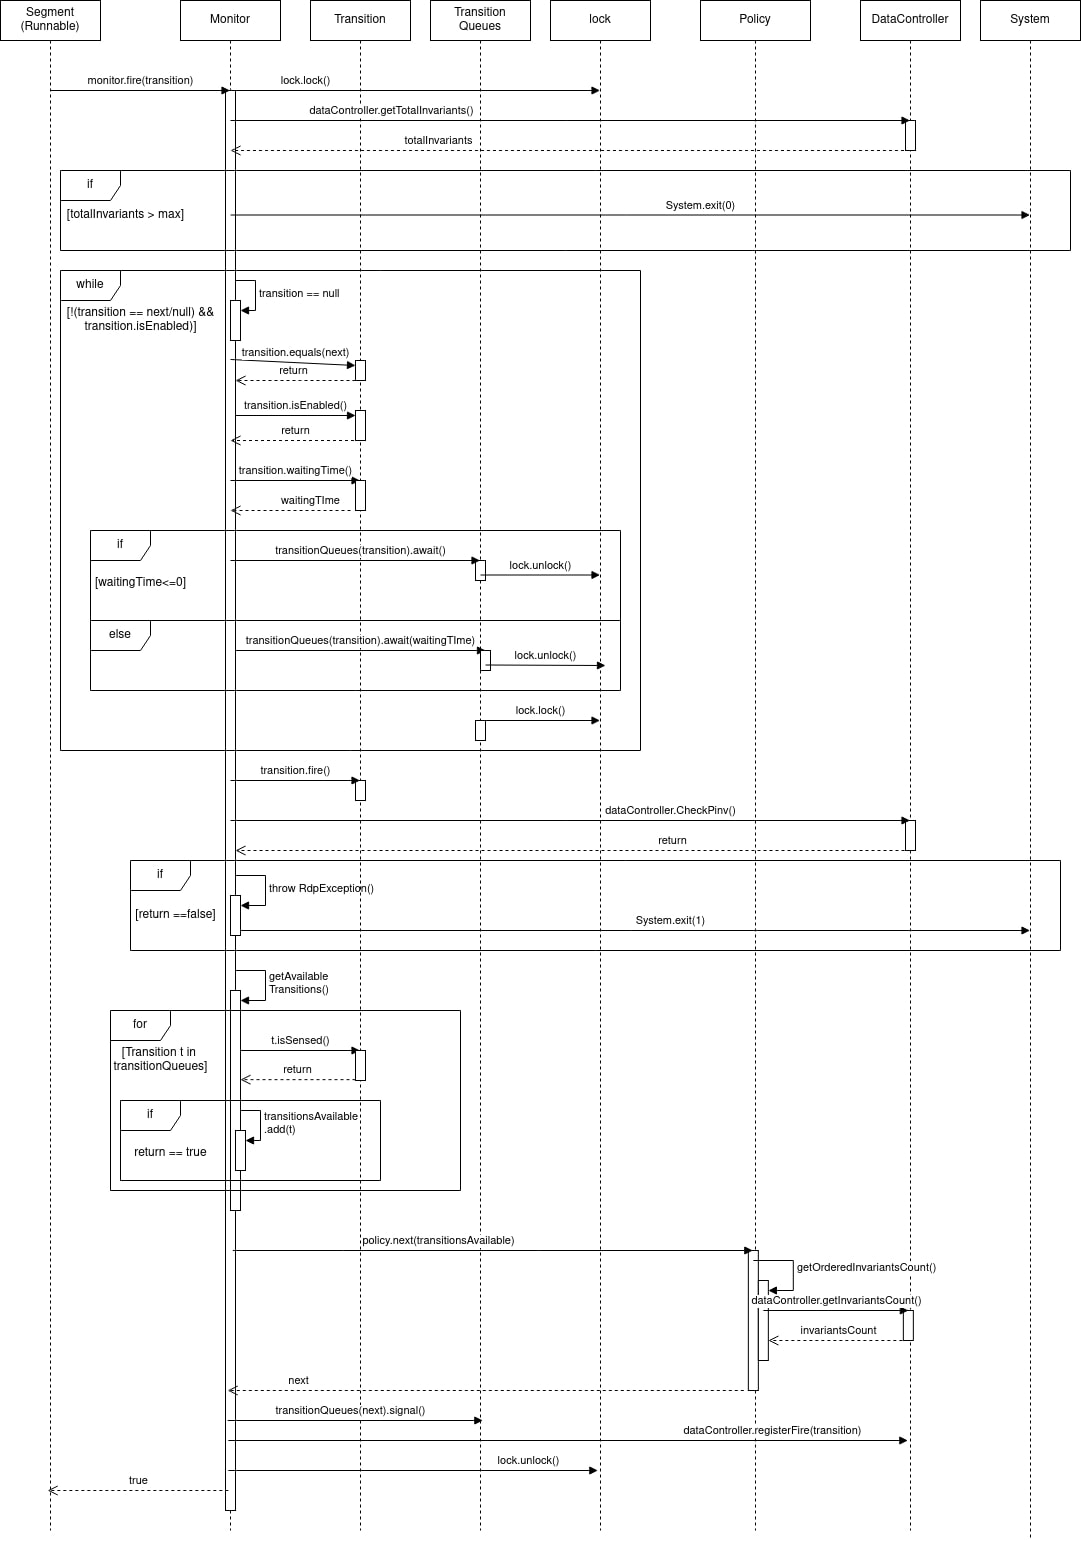 Segment
(Runnable)
Monitor
Transition
Transition
Queues
lock
Policy
DataController
System
monitor.fire(transition)
lock.lock()
dataController.getTotalInvariants()
totalInvariants
if
[totalInvariants > max]
System.exit(0)
while
transition == null
[!(transition == next/null) &&
transition.isEnabled)]
transition.equals(next)
return
transition.isEnabled()
return
transition.waitingTime()
waitingTIme
if
transitionQueues(transition).await()
lock.unlock()
[waitingTime<=0]
else
transitionQueues(transition).await(waitingTIme)
lock.unlock()
lock.lock()
transition.fire()
dataController.CheckPinv()
return
if
throw RdpException()
[return ==false]
System.exit(1)
getAvailable
Transitions()
for
[Transition t in
transitionQueues]
t.isSensed()
return
if
transitionsAvailable
.add(t)
return == true
policy.next(transitionsAvailable)
getOrderedInvariantsCount()
dataController.getInvariantsCount()
invariantsCount
next
transitionQueues(next).signal()
dataController.registerFire(transition)
lock.unlock()
true